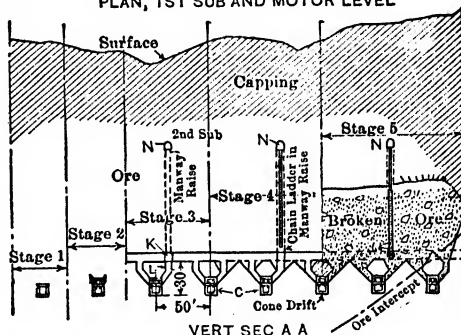 PLAN, 1ST SUB AND MOTOR LEVEL
Surface
Capping
Stage 5
N
2nd Sub
N
N
Ore
Manway
Raise
Chain Ladder in
Manway Raise
Stage 4
Stage 3
Broken Ore
Stage 2
Stage 1
K
L
30'
C
50'
Cone Drift
Ore Intercept
VERT SEC A A